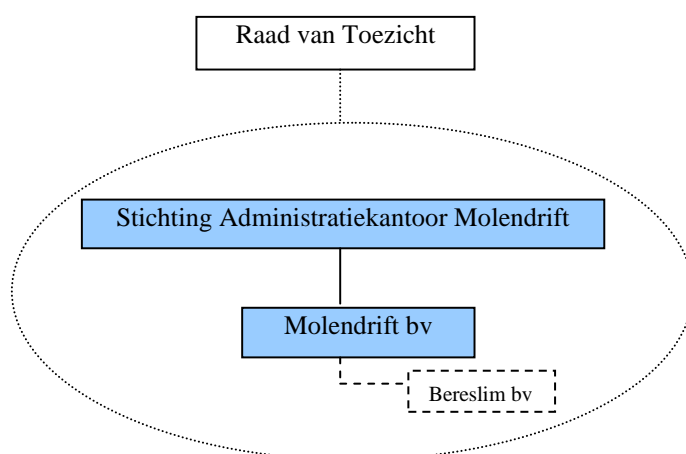 Raad van Toezicht
Stichting Administratiekantoor Molendrift
Molendrift bv
Bereslim bv